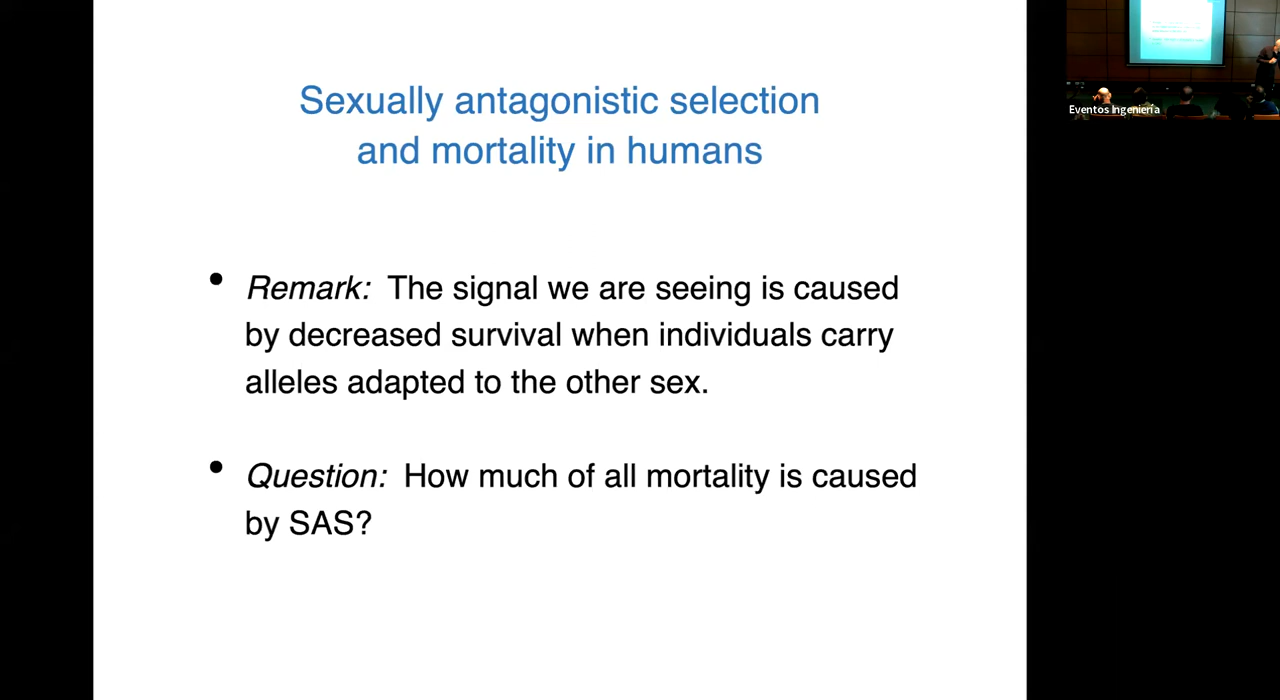 Sexually antagonistic selection
and mortality in humans
• Remark: The signal we are seeing is caused
by decreased survival when individuals carry
alleles adapted to the other sex.
• Question: How much of all mortality is caused
by SAS?
Eventos Ingeniería